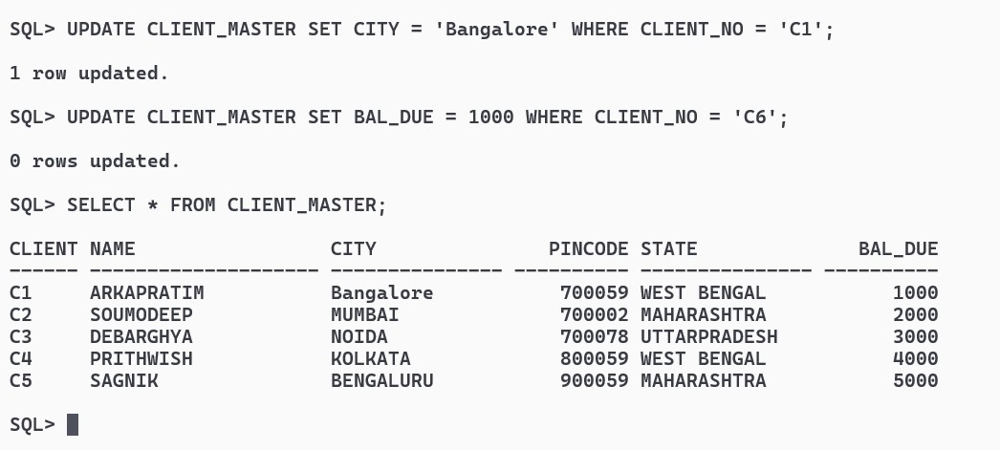 SQL> UPDATE CLIENT_MASTER SET CITY = 'Bangalore' WHERE CLIENT_NO = 'C1';
1 row updated.
SQL> UPDATE CLIENT_MASTER SET BAL_DUE = 1000 WHERE CLIENT_NO = 'C6';
0 rows updated.
SQL> SELECT * FROM CLIENT_MASTER;
CLIENT NAME                 CITY               PINCODE STATE              BAL_DUE
------ -------------------- --------------- ---------- --------------- ----------
C1     ARKAPRATIM           Bangalore           700059 WEST BENGAL           1000
C2     SOUMODEEP            MUMBAI              700002 MAHARASHTRA           2000
C3     DEBARGHYA            NOIDA               700078 UTTARPRADESH          3000
C4     PRITHWISH            KOLKATA             800059 WEST BENGAL           4000
C5     SAGNIK               BENGALURU           900059 MAHARASHTRA           5000
SQL>